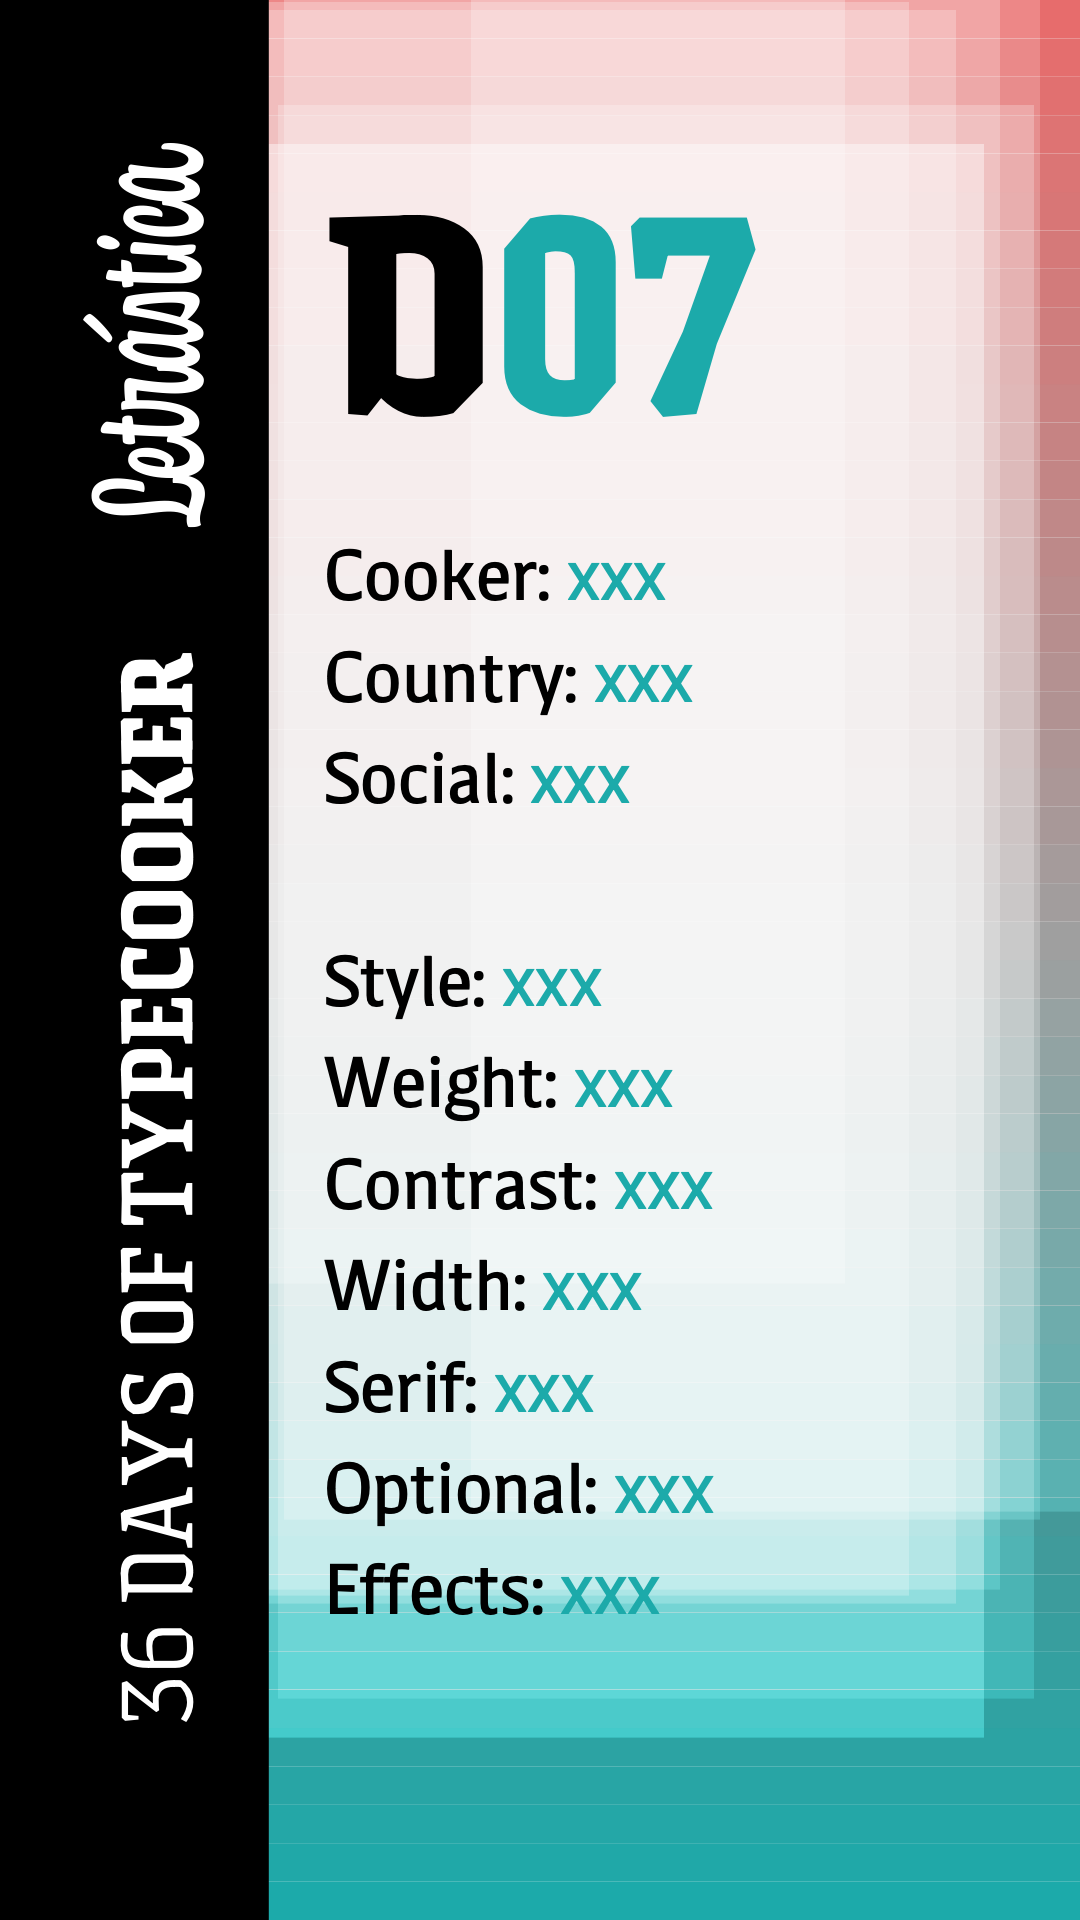 Letrástica
36 DAYS OF TYPECOOKER
D07
Cooker: xxx
Country: xxx
Social: xxx
Style: xxx
Weight: xxx
Contrast: xxx
Width: xxx
Serif: xxx
Optional: xxx
Effects: xxx